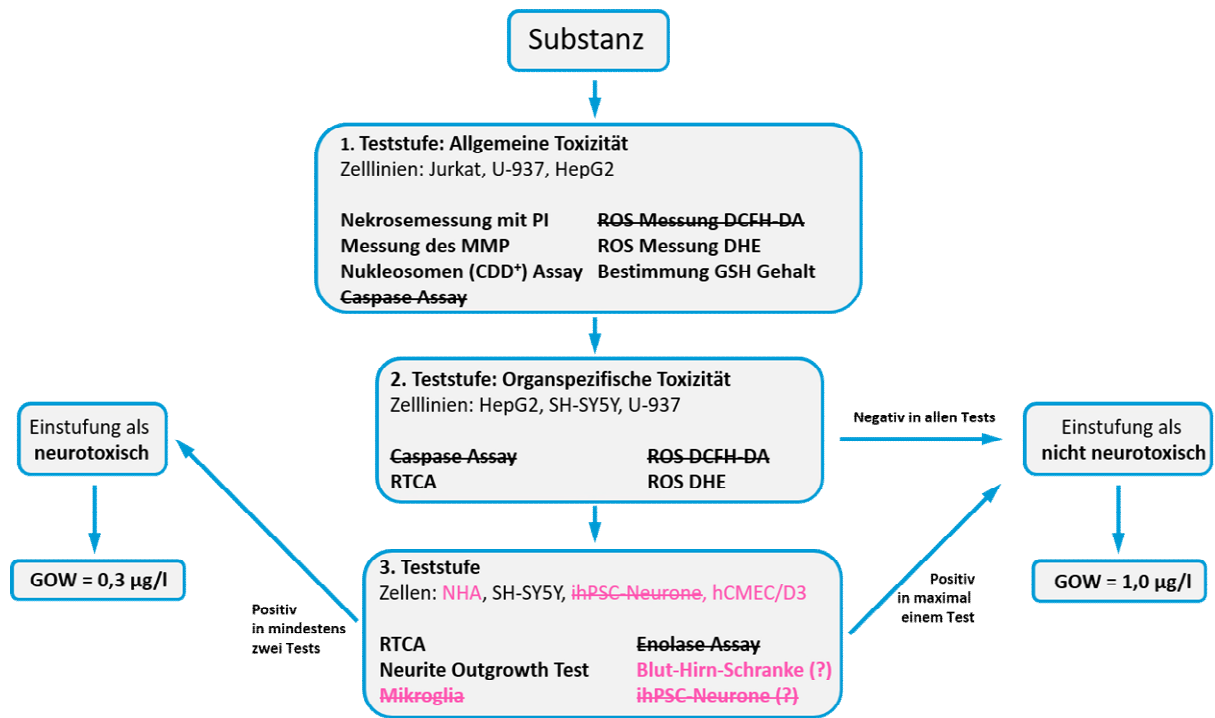 Substanz
1. Teststufe: Allgemeine Toxizität
Zelllinien: Jurkat, U-937, HepG2
Nekrosemessung mit PI
ROS Messung DCFH-DA
Messung des MMP
ROS Messung DHE
Nukleosomen (CDD⁺) Assay
Bestimmung GSH Gehalt
Caspase Assay
2. Teststufe: Organspezifische Toxizität
Zelllinien: HepG2, SH-SY5Y, U-937
Caspase Assay
ROS DCFH-DA
RTCA
ROS DHE
Negativ in allen Tests
Einstufung als
neurotoxisch
Einstufung als
nicht neurotoxisch
GOW = 0,3 µg/l
GOW = 1,0 µg/l
3. Teststufe
Zellen: NHA, SH-SY5Y, ihPSC-Neurone, hCMEC/D3
RTCA
Enolase Assay
Neurite Outgrowth Test
Blut-Hirn-Schranke (?)
Mikroglia
ihPSC-Neurone (?)
Positiv
in mindestens
zwei Tests
Positiv
in maximal
einem Test